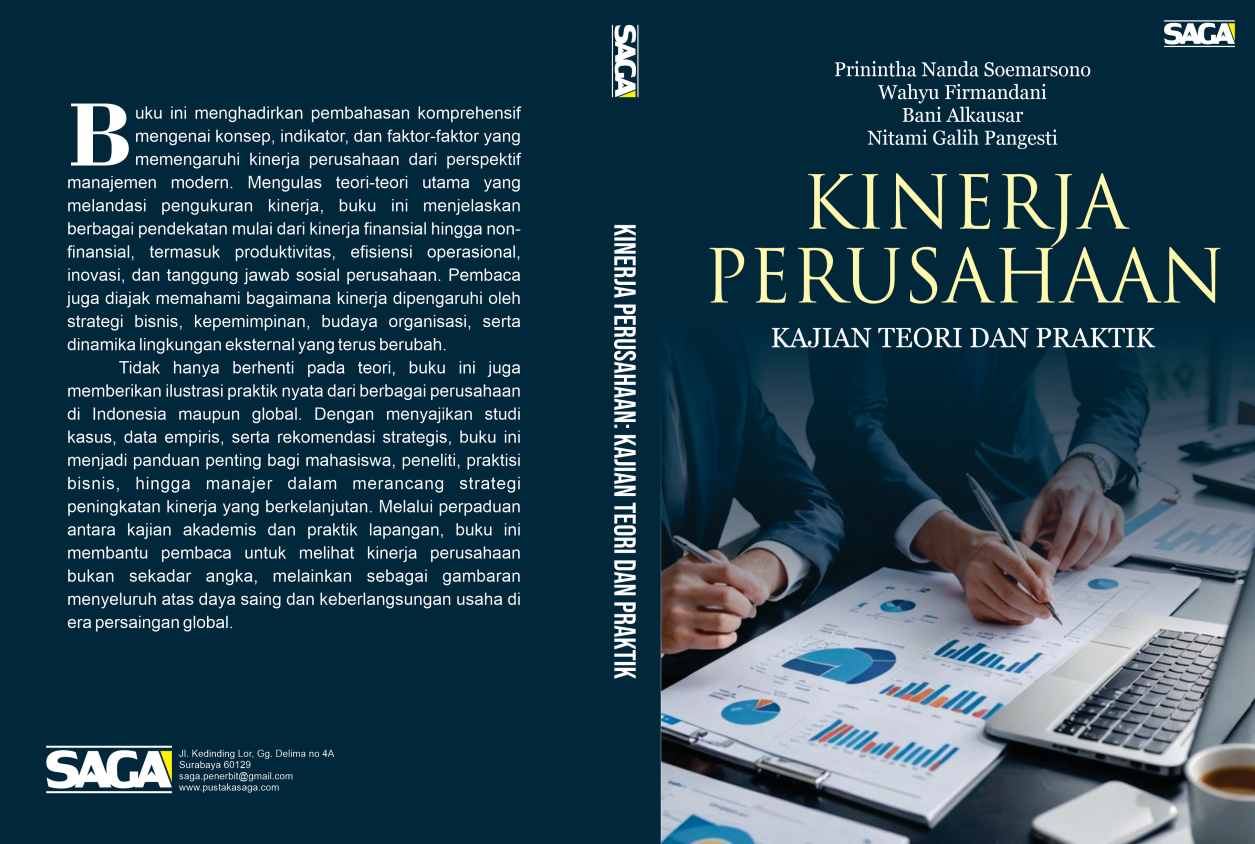 Buku ini menghadirkan pembahasan komprehensif
mengenai konsep, indikator, dan faktor-faktor yang
memengaruhi kinerja perusahaan dari perspektif
manajemen modern. Mengulas teori-teori utama yang
melandasi pengukuran kinerja, buku ini menjelaskan
berbagai pendekatan mulai dari kinerja finansial hingga non-
finansial, termasuk produktivitas, efisiensi operasional,
inovasi, dan tanggung jawab sosial perusahaan. Pembaca
juga diajak memahami bagaimana kinerja dipengaruhi oleh
strategi bisnis, kepemimpinan, budaya organisasi, serta
dinamika lingkungan eksternal yang terus berubah.
Tidak hanya berhenti pada teori, buku ini juga
memberikan ilustrasi praktik nyata dari berbagai perusahaan
di Indonesia maupun global. Dengan menyajikan studi
kasus, data empiris, serta rekomendasi strategis, buku ini
menjadi panduan penting bagi mahasiswa, peneliti, praktisi
bisnis, hingga manajer dalam merancang strategi
peningkatan kinerja yang berkelanjutan. Melalui perpaduan
antara kajian akademis dan praktik lapangan, buku ini
membantu pembaca untuk melihat kinerja perusahaan
bukan sekadar angka, melainkan sebagai gambaran
menyeluruh atas daya saing dan keberlangsungan usaha di
era persaingan global.
SAGA
Jl. Kedinding Lor, Gg. Delima no 4A
Surabaya 60129
saga.penerbit@gmail.com
www.pustakasaga.com
SAGA
KINERJA PERUSAHAAN: KAJIAN TEORI DAN PRAKTIK
SAGA
Prinintha Nanda Soemarsono
Wahyu Firmandani
Bani Alkausar
Nitami Galih Pangesti
KINERJA
PERUSAHAAN
KAJIAN TEORI DAN PRAKTIK